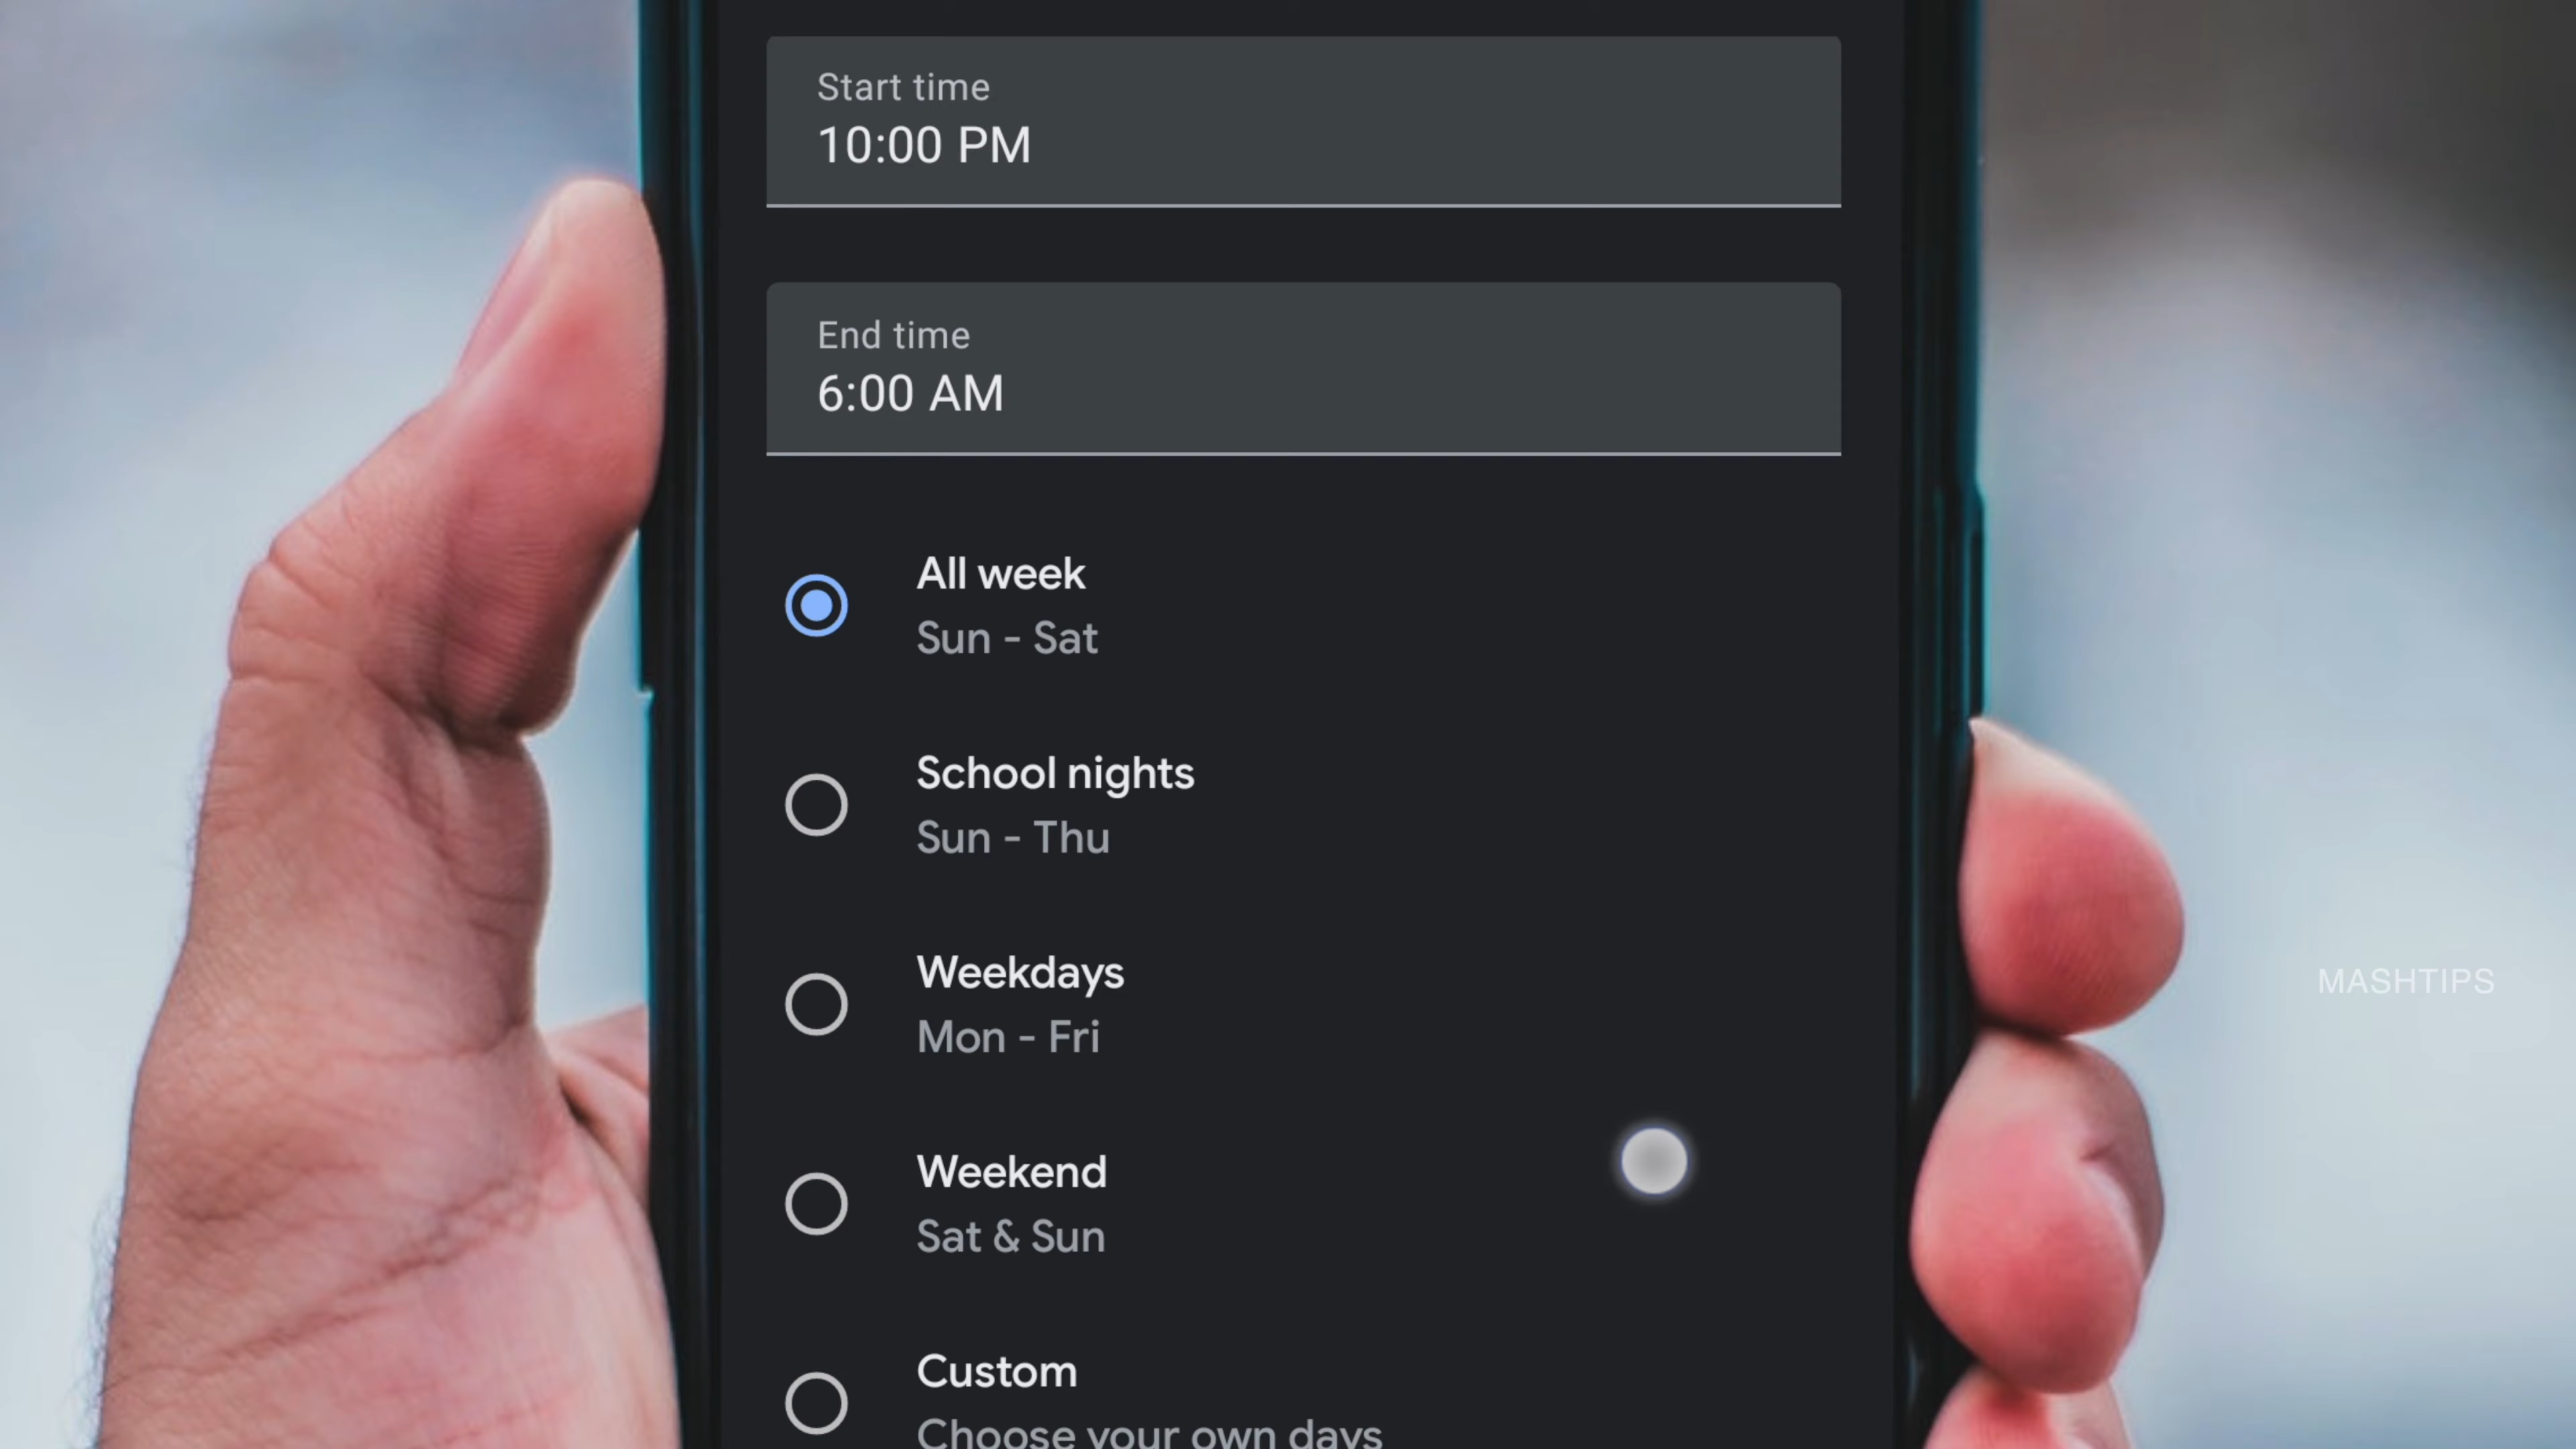 Start time
10:00 PM
End time
6:00 AM
All week
Sun - Sat
School nights
Sun - Thu
Weekdays
Mon - Fri
MASHTIPS
Weekend
Sat & Sun
Custom
Choose your own days